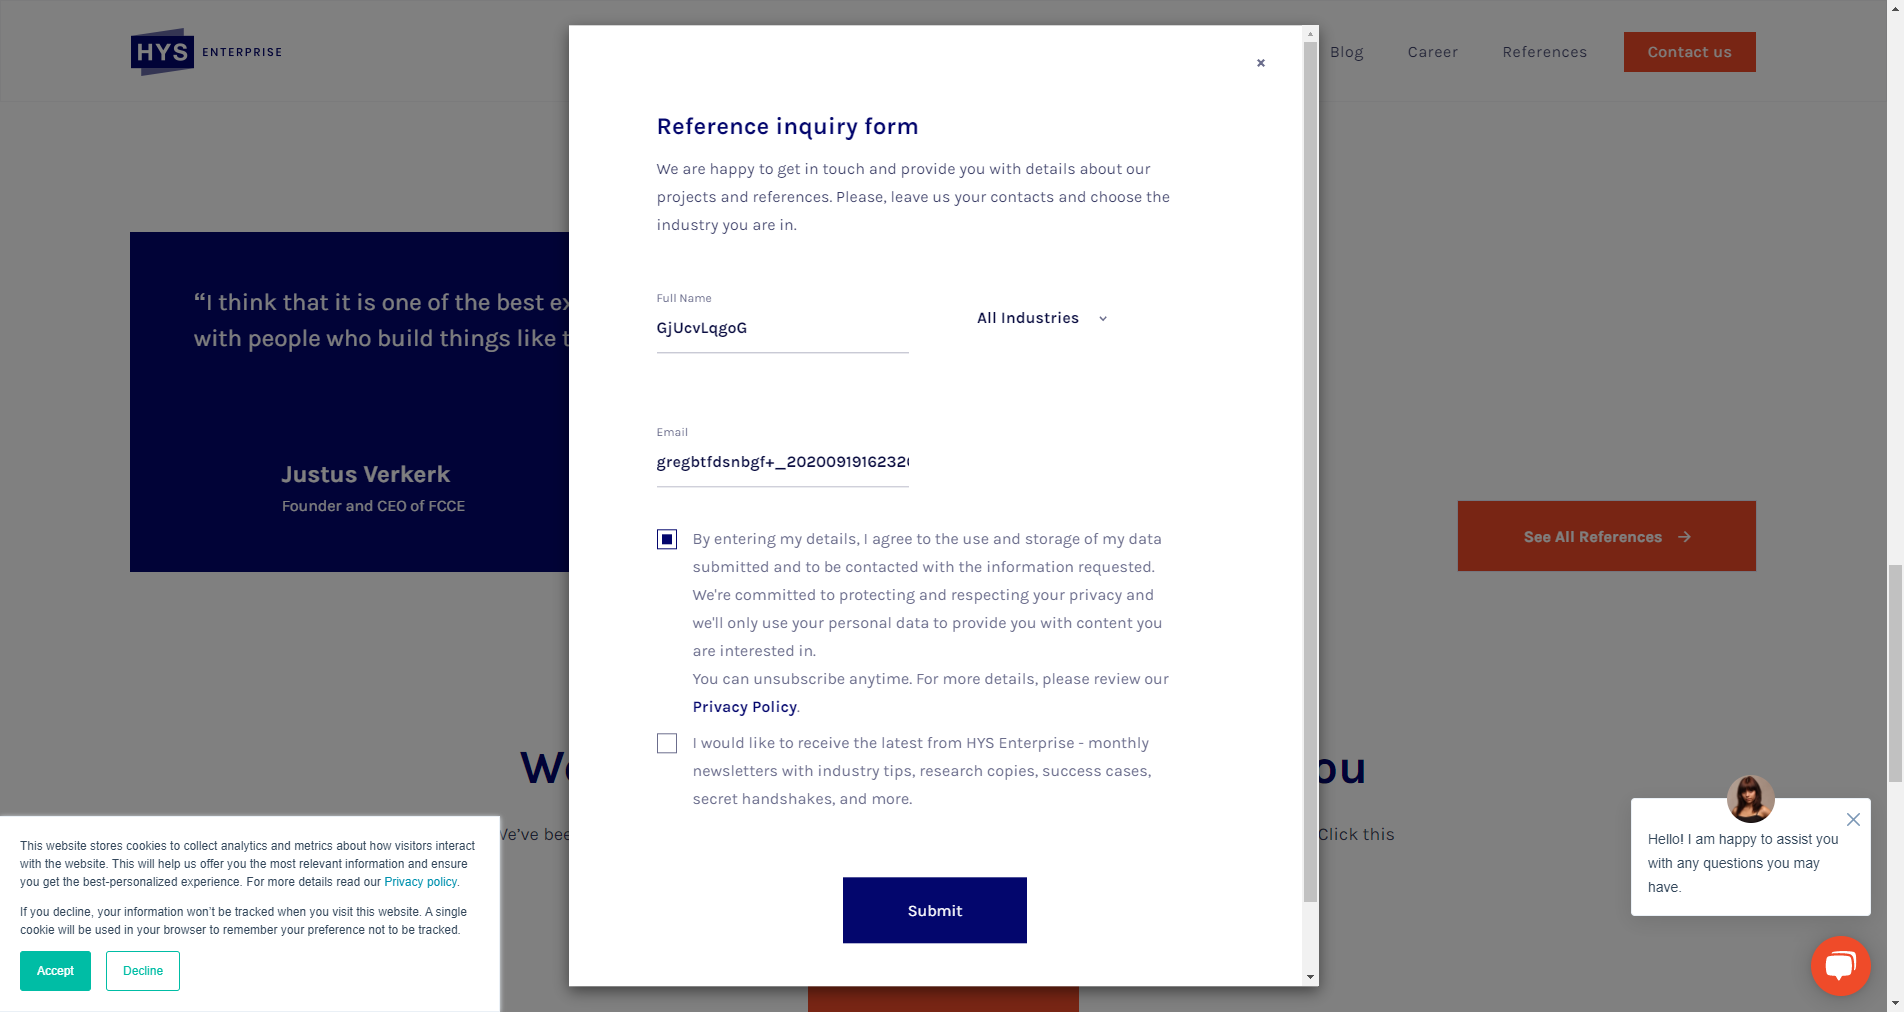 HYS ENTERPRISE
Blog
Career
References
Contact us
×
Reference inquiry form
We are happy to get in touch and provide you with details about our
projects and references. Please, leave us your contacts and choose the
industry you are in.
Full Name
GjUcvLqgoG
All Industries
Email
gregbtfdsnbgf+_2020091916232
By entering my details, I agree to the use and storage of my data
submitted and to be contacted with the information requested.
We're committed to protecting and respecting your privacy and
we'll only use your personal data to provide you with content you
are interested in.
You can unsubscribe anytime. For more details, please review our
Privacy Policy.
I would like to receive the latest from HYS Enterprise - monthly
newsletters with industry tips, research copies, success cases,
secret handshakes, and more.
Submit
“I think that it is one of the best ex
with people who build things like t
Justus Verkerk
Founder and CEO of FCCE
See All References →
ou
've bee
Click this
This website stores cookies to collect analytics and metrics about how visitors interact
with the website. This will help us offer you the most relevant information and ensure
you get the best-personalized experience. For more details read our Privacy policy.
If you decline, your information won't be tracked when you visit this website. A single
cookie will be used in your browser to remember your preference not to be tracked.
Accept
Decline
Hello! I am happy to assist you
with any questions you may
have.